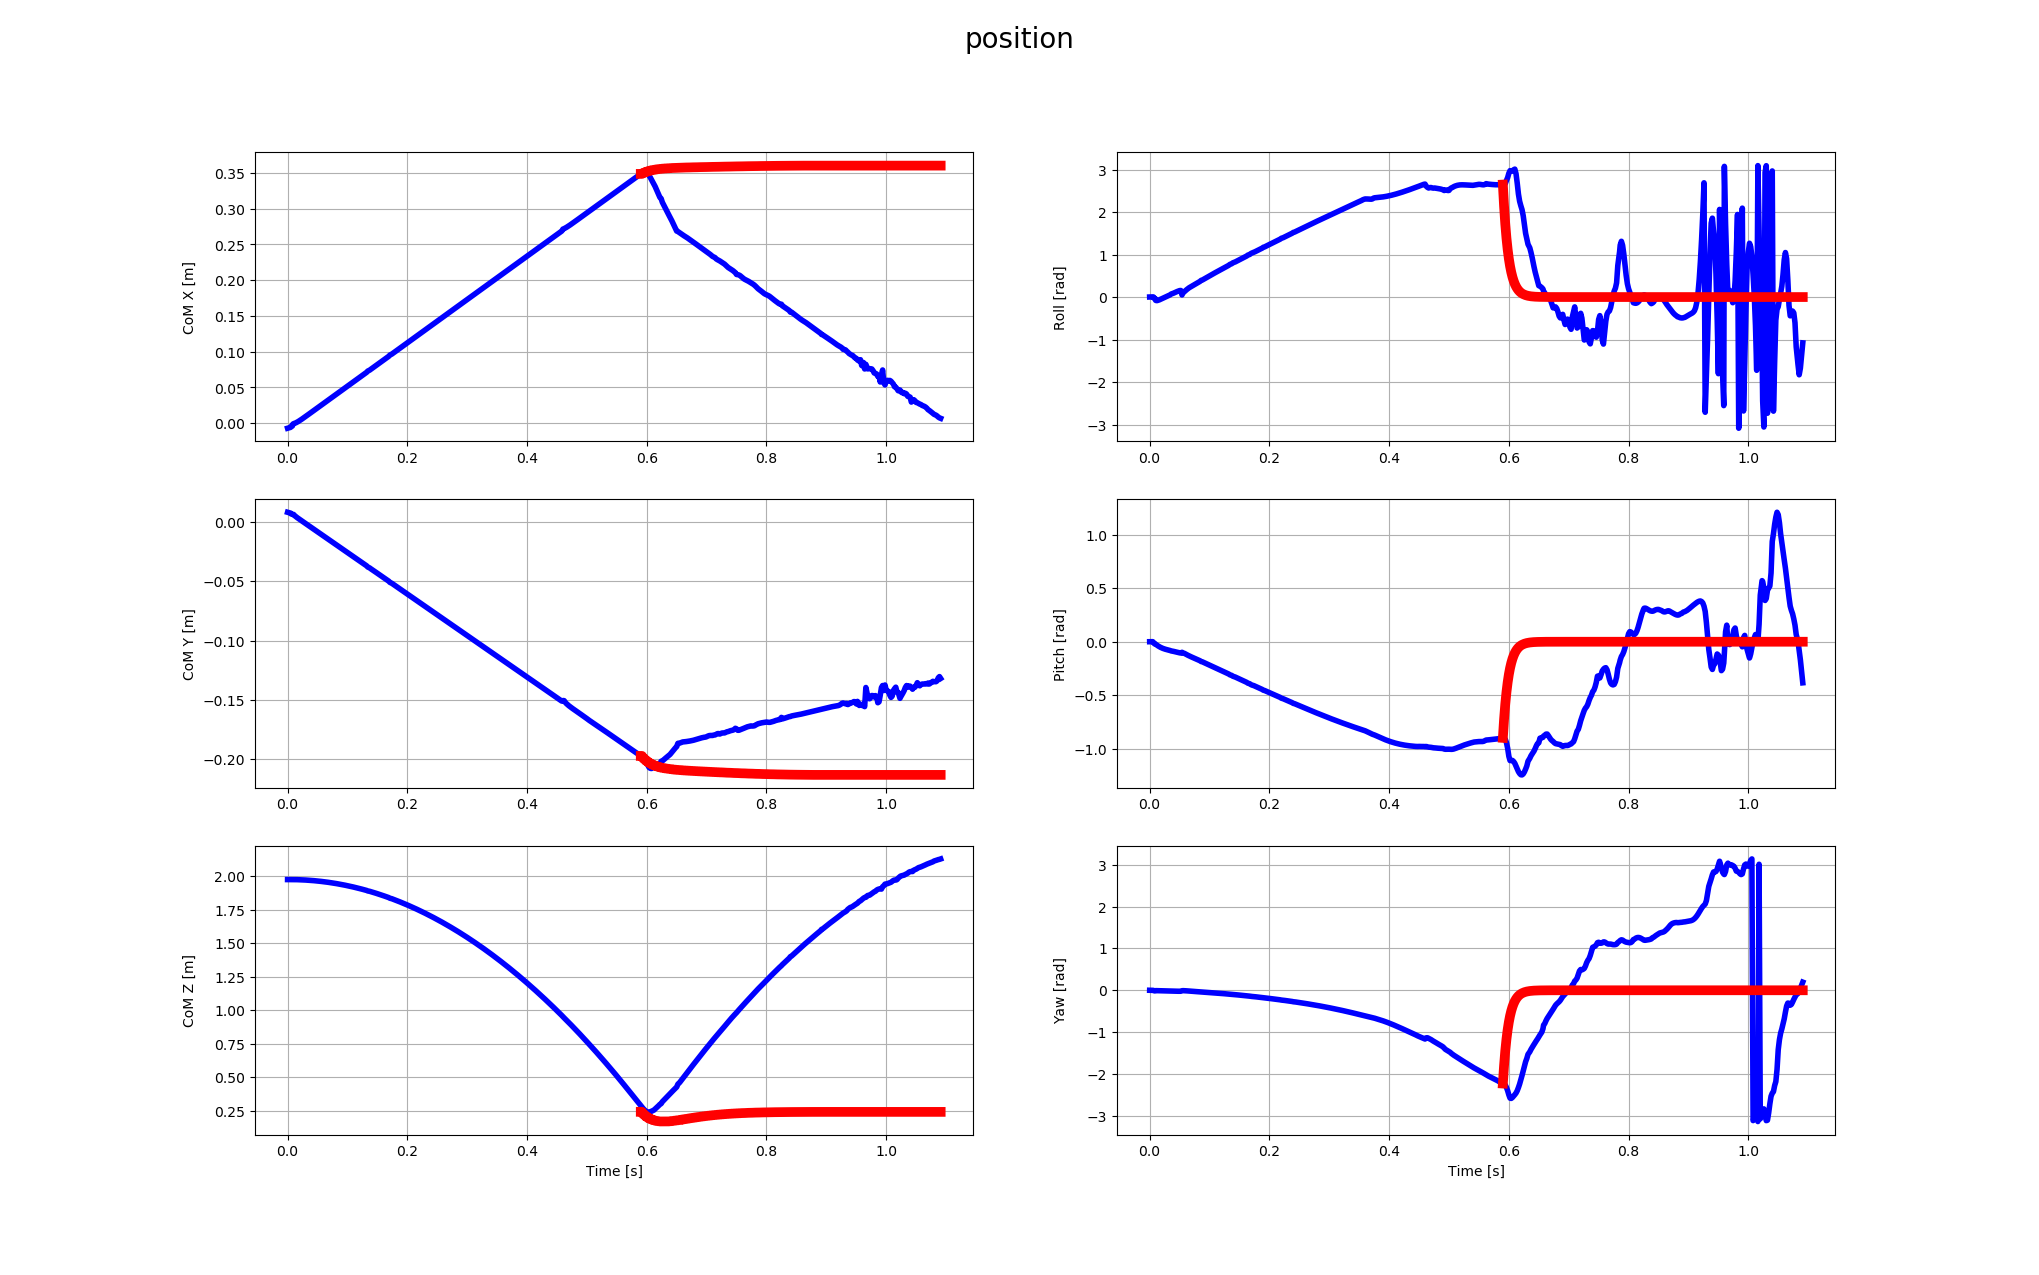 position
CoM X [m]
0.35
0.30
0.25
0.20
0.15
0.10
0.05
0.00
0.0 0.2 0.4 0.6 0.8 1.0
Roll [rad]
3
2
1
0
−1
−2
−3
0.0 0.2 0.4 0.6 0.8 1.0
CoM Y [m]
0.00
−0.05
−0.10
−0.15
−0.20
0.0 0.2 0.4 0.6 0.8 1.0
Pitch [rad]
1.0
0.5
0.0
−0.5
−1.0
0.0 0.2 0.4 0.6 0.8 1.0
CoM Z [m]
2.00
1.75
1.50
1.25
1.00
0.75
0.50
0.25
0.0 0.2 0.4 0.6 0.8 1.0
Time [s]
Yaw [rad]
3
2
1
0
−1
−2
−3
0.0 0.2 0.4 0.6 0.8 1.0
Time [s]